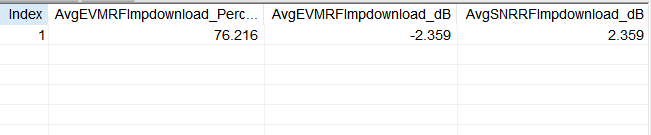 Index AvgEVMRFImpdownload_Perc... AvgEVMRFImpdownload_dB AvgSNRRFImpdownload_dB
1 76.216 -2.359 2.359